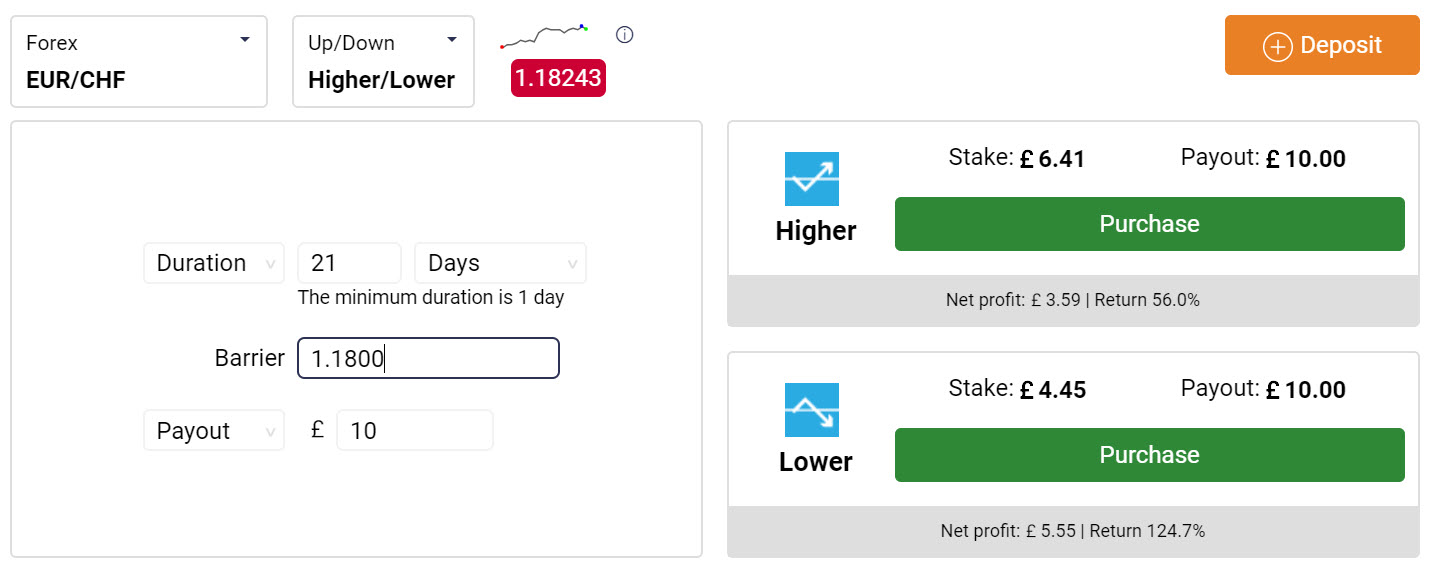 Forex
EUR/CHF
Up/Down
Higher/Lower
1.18243
Deposit
Duration 21 Days
The minimum duration is 1 day
Barrier 1.1800
Payout £ 10
Stake: £ 6.41 Payout: £ 10.00
Higher
Purchase
Net profit: £ 3.59 | Return 56.0%
Stake: £ 4.45 Payout: £ 10.00
Lower
Purchase
Net profit: £ 5.55 | Return 124.7%